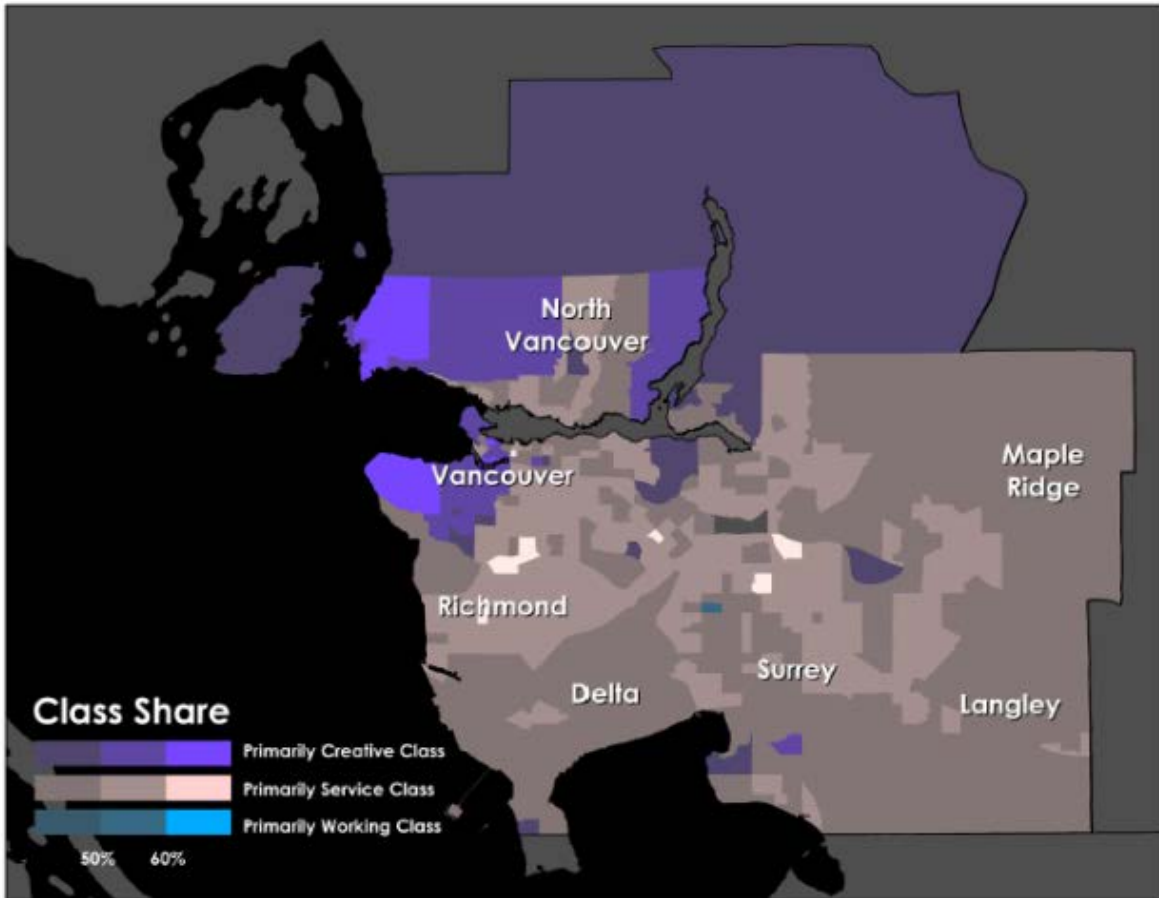 North
Vancouver
Vancouver
Maple
Ridge
Richmond
Surrey
Delta
Langley
Class Share
Primarily Creative Class
Primarily Service Class
Primarily Working Class
50% 60%